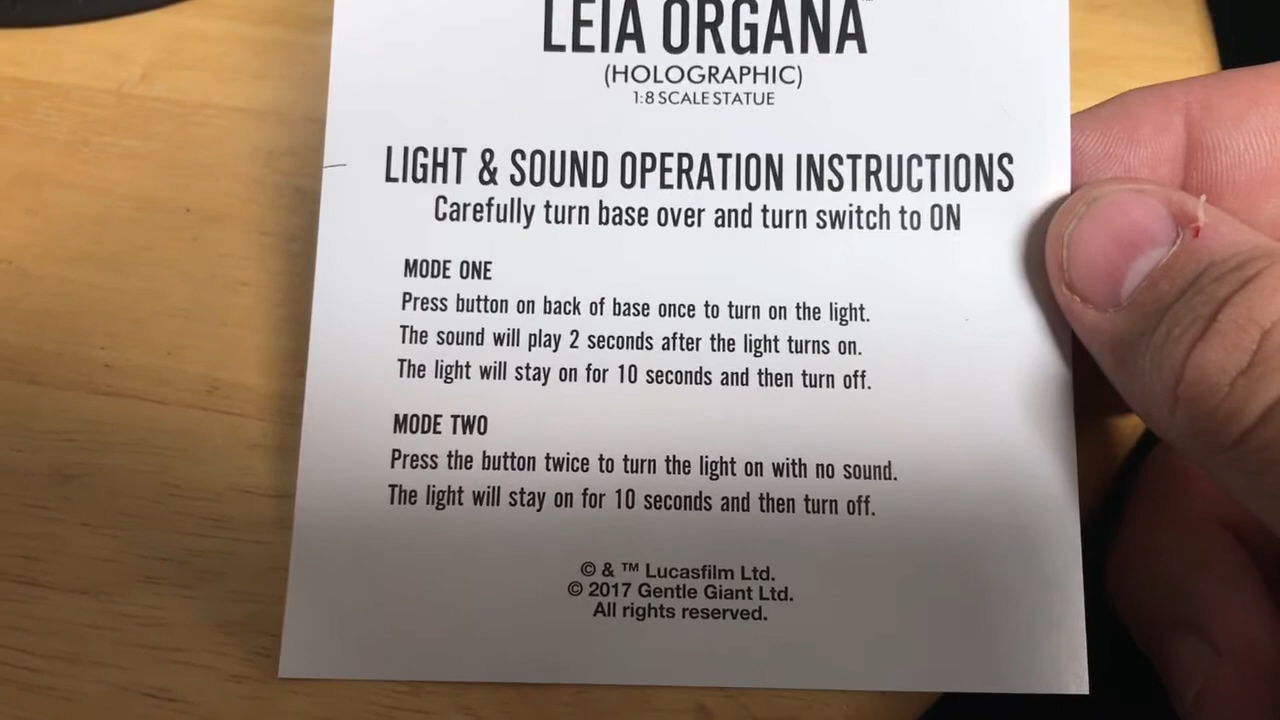 LEIA ORGANA™
(HOLOGRAPHIC)
1:8 SCALE STATUE
LIGHT & SOUND OPERATION INSTRUCTIONS
Carefully turn base over and turn switch to ON
MODE ONE
Press button on back of base once to turn on the light.
The sound will play 2 seconds after the light turns on.
The light will stay on for 10 seconds and then turn off.
MODE TWO
Press the button twice to turn the light on with no sound.
The light will stay on for 10 seconds and then turn off.
© & ™ Lucasfilm Ltd.
© 2017 Gentle Giant Ltd.
All rights reserved.